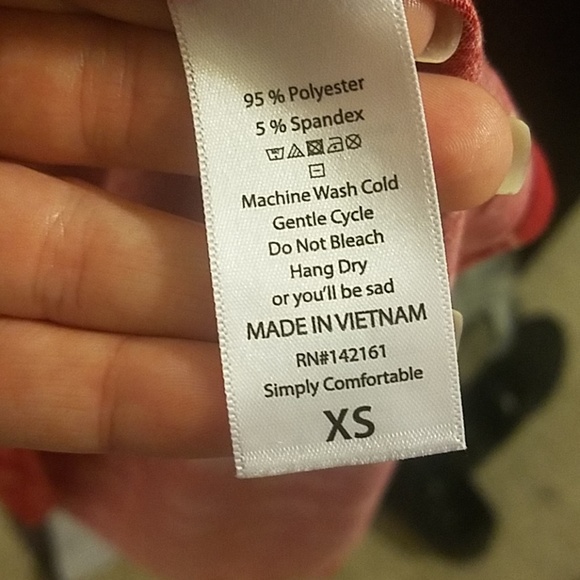 95 % Polyester
5 % Spandex
Machine Wash Cold
Gentle Cycle
Do Not Bleach
Hang Dry
or you'll be sad
MADE IN VIETNAM
RN#142161
Simply Comfortable
XS